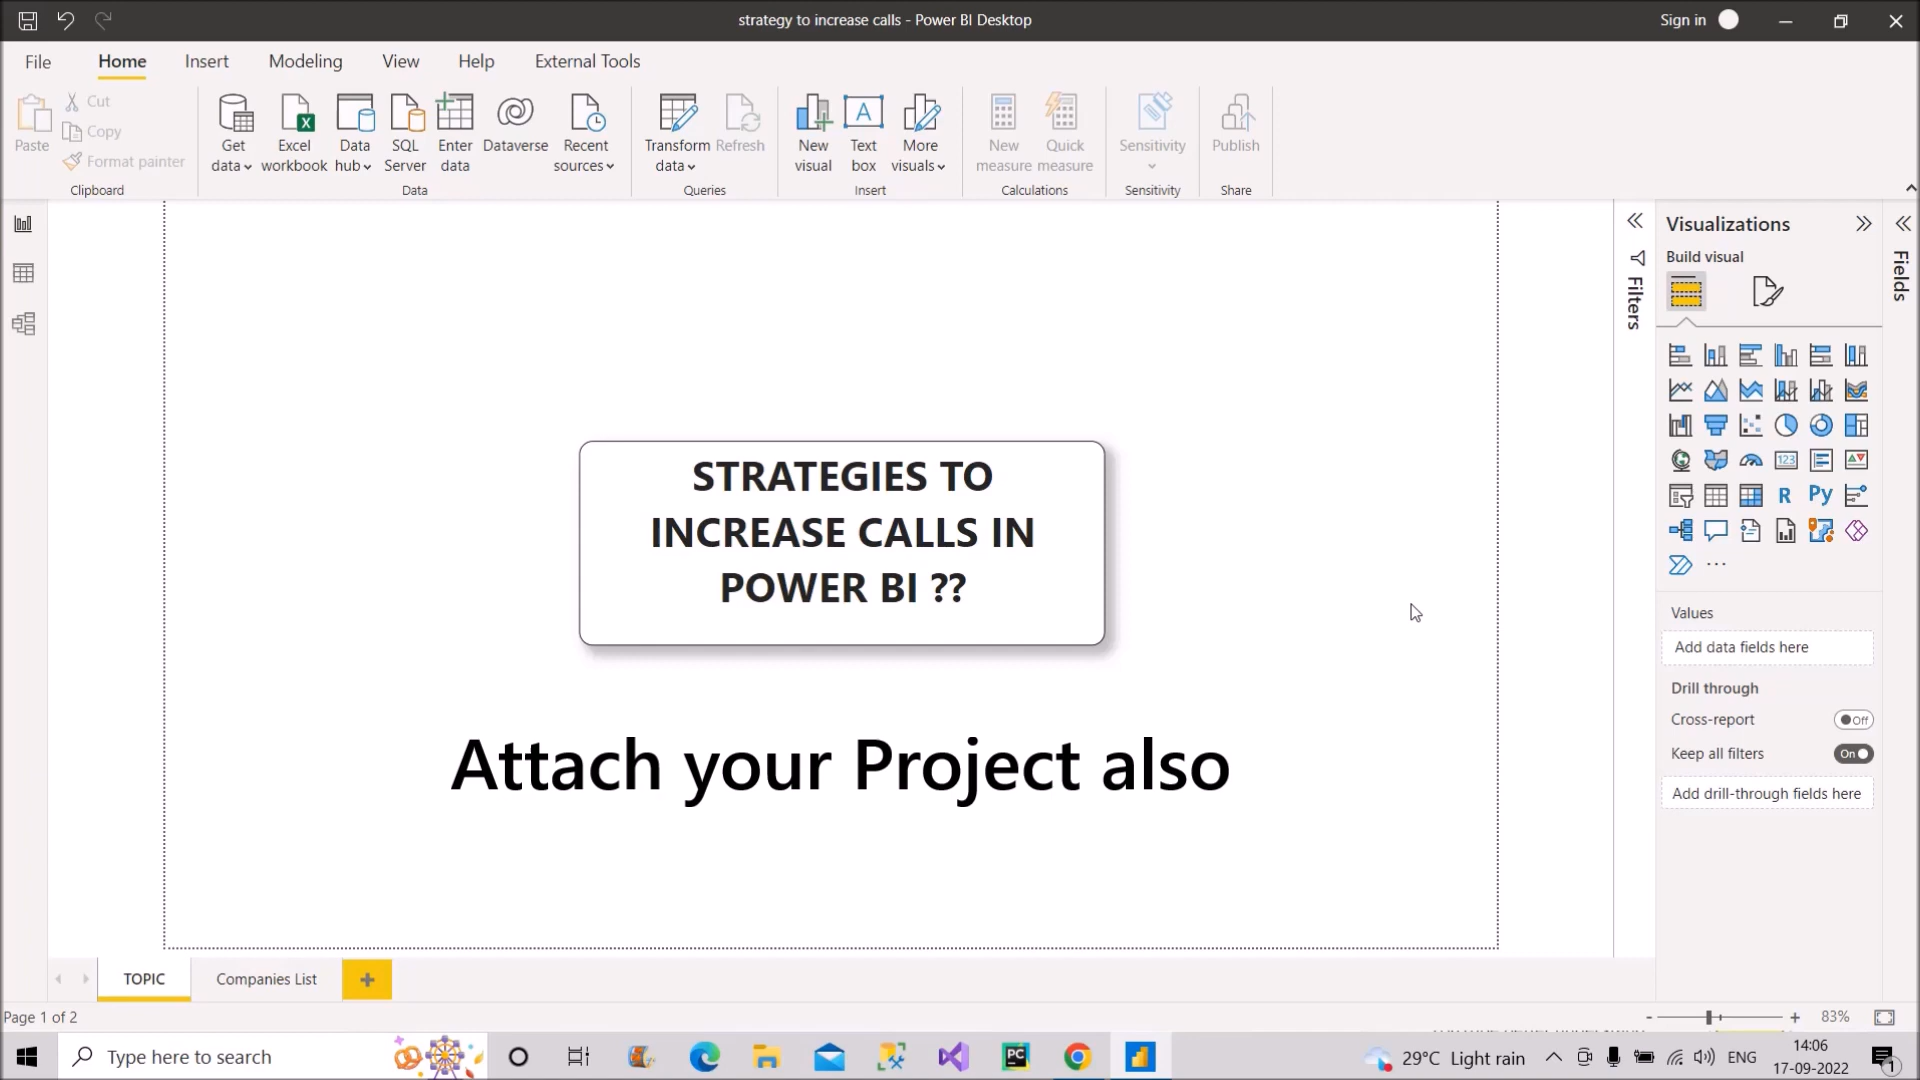 strategy to increase calls - Power BI Desktop
Sign in
File Home Insert Modeling View Help External Tools
Paste
Cut
Copy
Format painter
Clipboard
Get data
Excel workbook
Data hub
SQL Server
Enter data
Dataverse
Recent sources
Data
Transform data
Refresh
Queries
New visual
Text box
More visuals
Insert
New measure
Quick measure
Calculations
Sensitivity
Sensitivity
Publish
Share
STRATEGIES TO
INCREASE CALLS IN
POWER BI ??
Attach your Project also
Filters
Visualizations
Build visual
123
R
Py
Values
Add data fields here
Drill through
Cross-report
Off
Keep all filters
On
Add drill-through fields here
Fields
TOPIC
Companies List
Page 1 of 2
83%
Type here to search
PC
29°C Light rain
ENG
14:06
17-09-2022
1